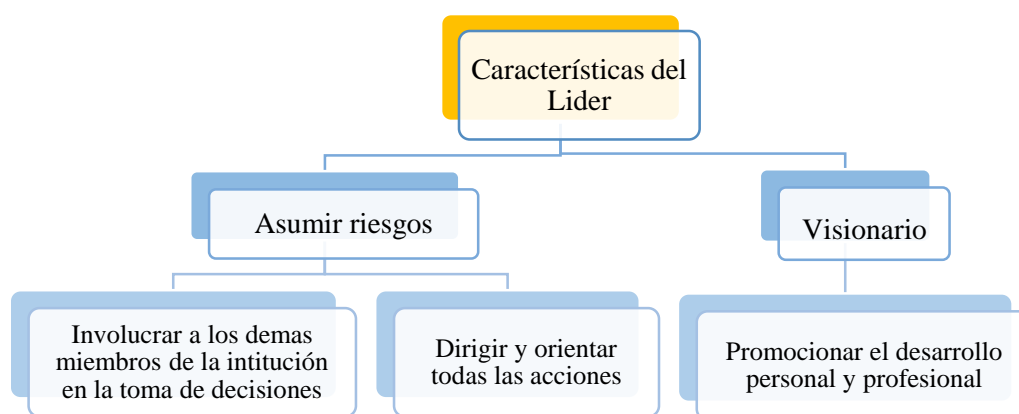 Características del
Lider
Asumir riesgos
Visionario
Involucrar a los demas
miembros de la intitución
en la toma de decisiones
Dirigir y orientar
todas las acciones
Promocionar el desarrollo
personal y profesional